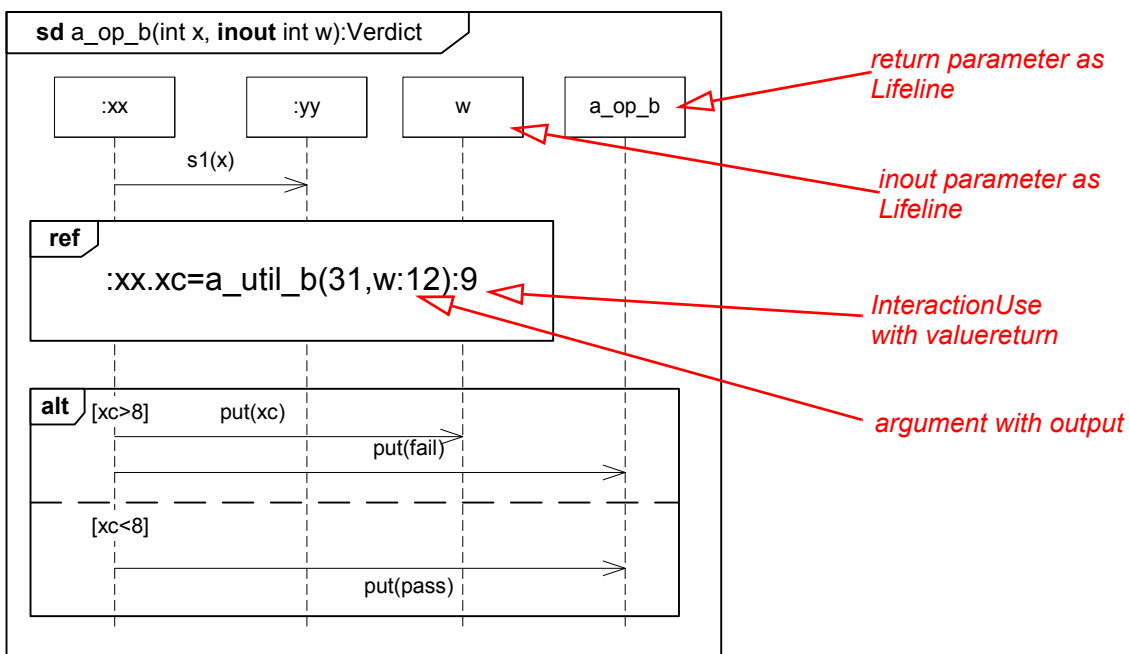 sd a_op_b(int x, inout int w):Verdict
return parameter as
Lifeline
:xx
:yy
w
a_op_b
s1(x)
inout parameter as
Lifeline
ref
:xx.xc=a_util_b(31,w:12):9
InteractionUse
with valuereturn
alt
[xc>8]
put(xc)
argument with output
put(fail)
[xc<8]
put(pass)